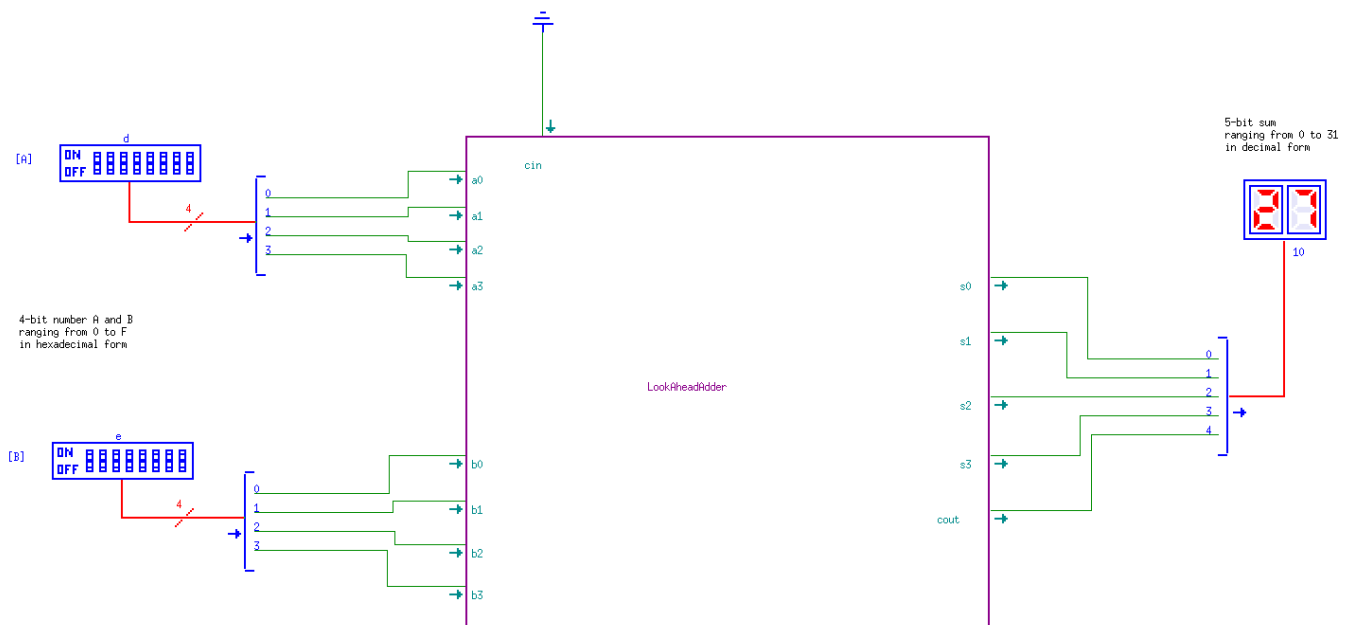 5-bit sum
ranging from 0 to 31
in decimal form
d
[A]
ON
OFF
cin
a0
4
0
1
a1
2
3
a2
a3
10
27
s0
4-bit number A and B
ranging from 0 to F
in hexadecimal form
s1
0
1
LookAheadAdder
2
s2
3
4
e
[B]
ON
OFF
b0
s3
0
4
1
b1
cout
2
3
b2
b3